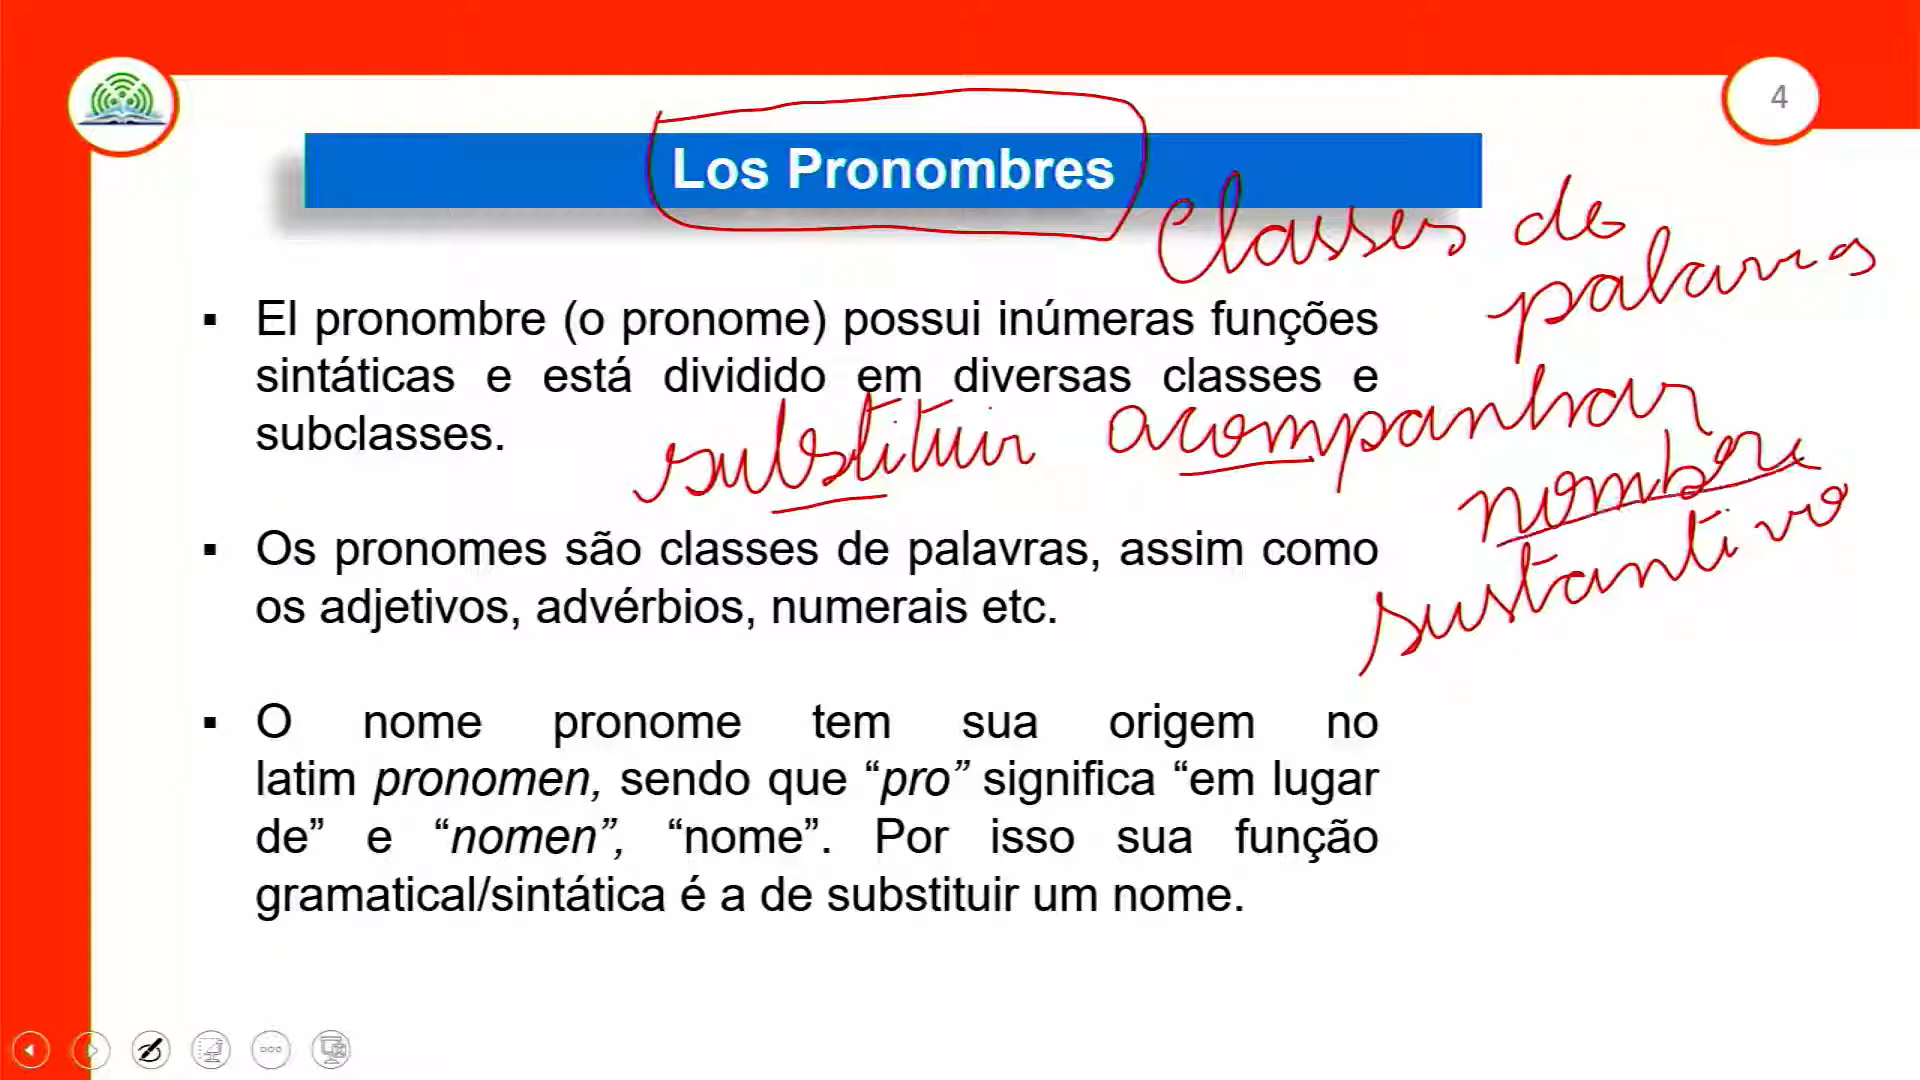 4
Los Pronombres
Classes de
palavras
El pronombre (o pronome) possui inúmeras funções
sintáticas e está dividido em diversas classes e
subclasses.
substituir acompanhar
nombre
sustantivo
Os pronomes são classes de palavras, assim como
os adjetivos, advérbios, numerais etc.
O nome pronome tem sua origem no
latim pronomen, sendo que “pro” significa “em lugar
de” e “nomen”, “nome”. Por isso sua função
gramatical/sintática é a de substituir um nome.